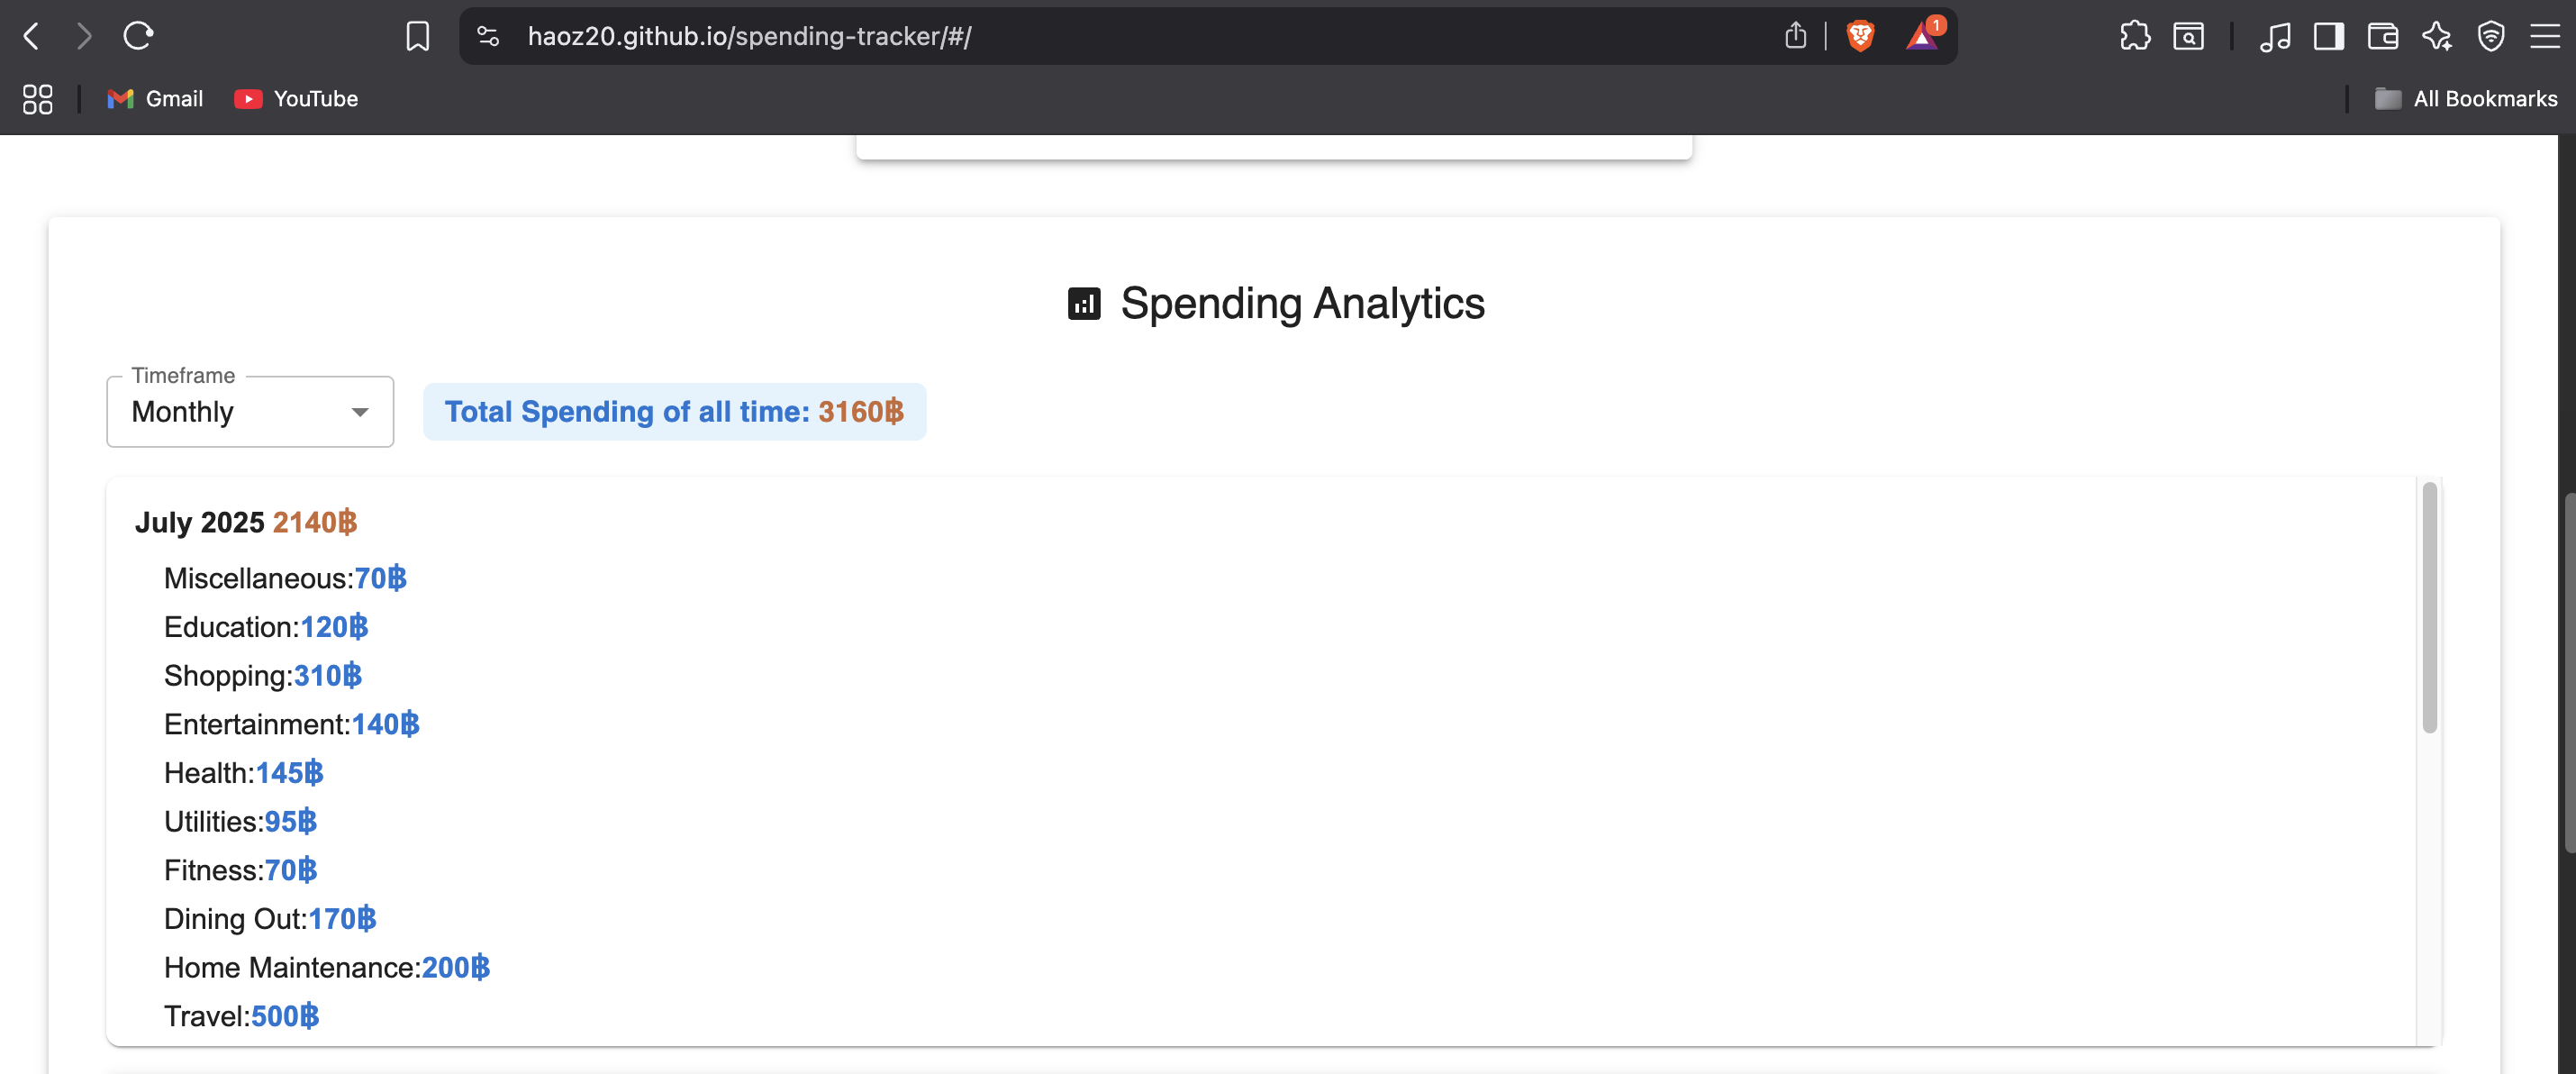 haoz20.github.io/spending-tracker/#/
1
Gmail
YouTube
All Bookmarks
Spending Analytics
Timeframe
Monthly
Total Spending of all time: 3160฿
July 2025 2140฿
Miscellaneous:70฿
Education:120฿
Shopping:310฿
Entertainment:140฿
Health:145฿
Utilities:95฿
Fitness:70฿
Dining Out:170฿
Home Maintenance:200฿
Travel:500฿